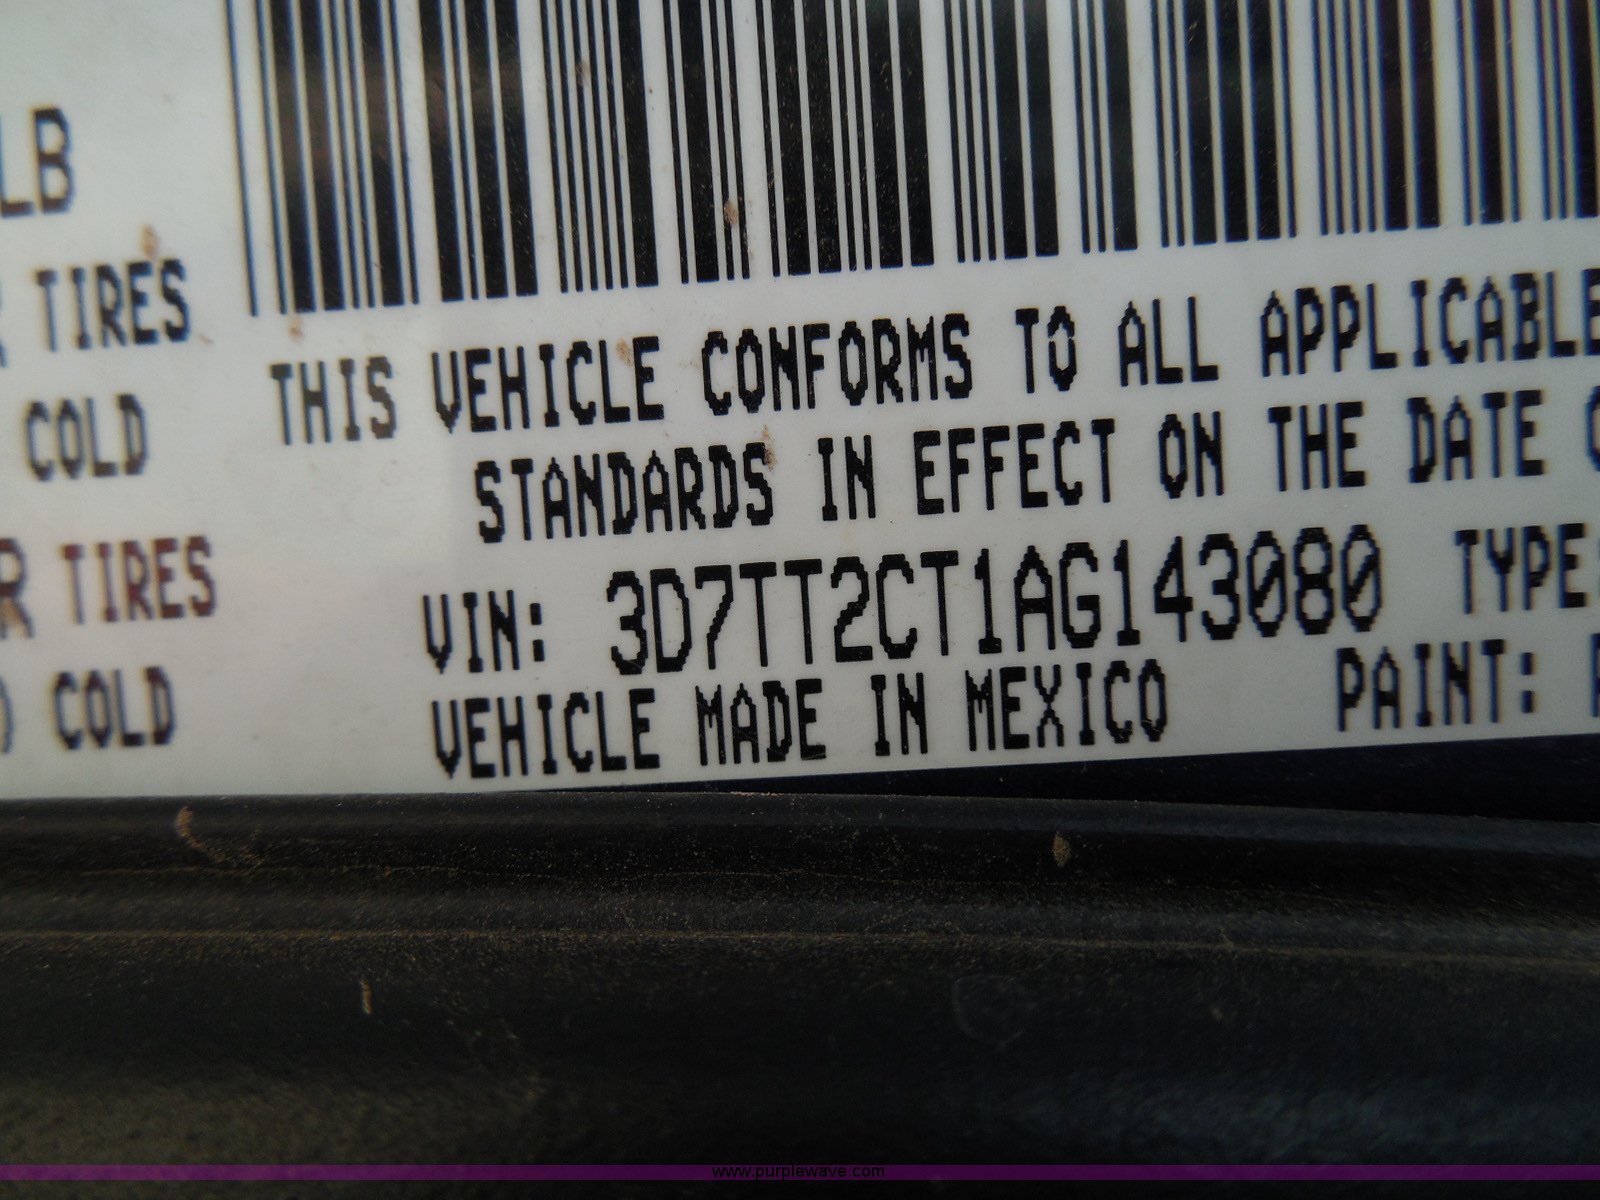 LB
TIRES
COLD
R TIRES
COLD
THIS VEHICLE CONFORMS TO ALL APPLICABLE
STANDARDS IN EFFECT ON THE DATE
VIN: 3D7TT2CT1AG143080 TYPE:
VEHICLE MADE IN MEXICO PAINT:
www.purplewave.com